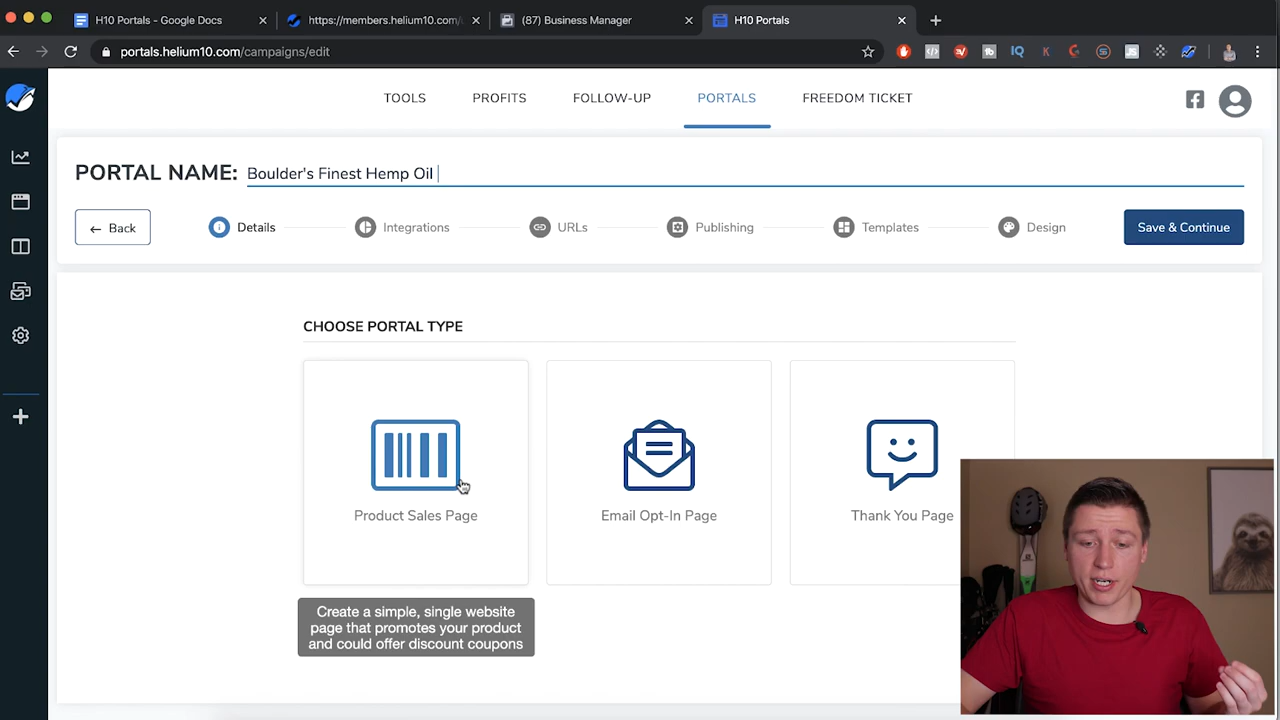 H10 Portals - Google Docs
https://members.helium10.com/
(87) Business Manager
H10 Portals
portals.helium10.com/campaigns/edit
TOOLS
PROFITS
FOLLOW-UP
PORTALS
FREEDOM TICKET
PORTAL NAME: Boulder's Finest Hemp Oil
← Back
Details
Integrations
URLs
Publishing
Templates
Design
Save & Continue
CHOOSE PORTAL TYPE
Product Sales Page
Email Opt-In Page
Thank You Page
Create a simple, single website
page that promotes your product
and could offer discount coupons